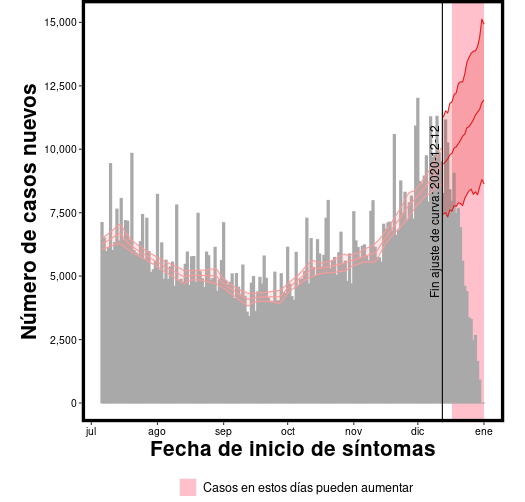 Número de casos nuevos
15,000
12,500
10,000
7,500
5,000
2,500
0
Fin ajuste de curva: 2020-12-12
jul ago sep oct nov dic ene
Fecha de inicio de síntomas
Casos en estos días pueden aumentar